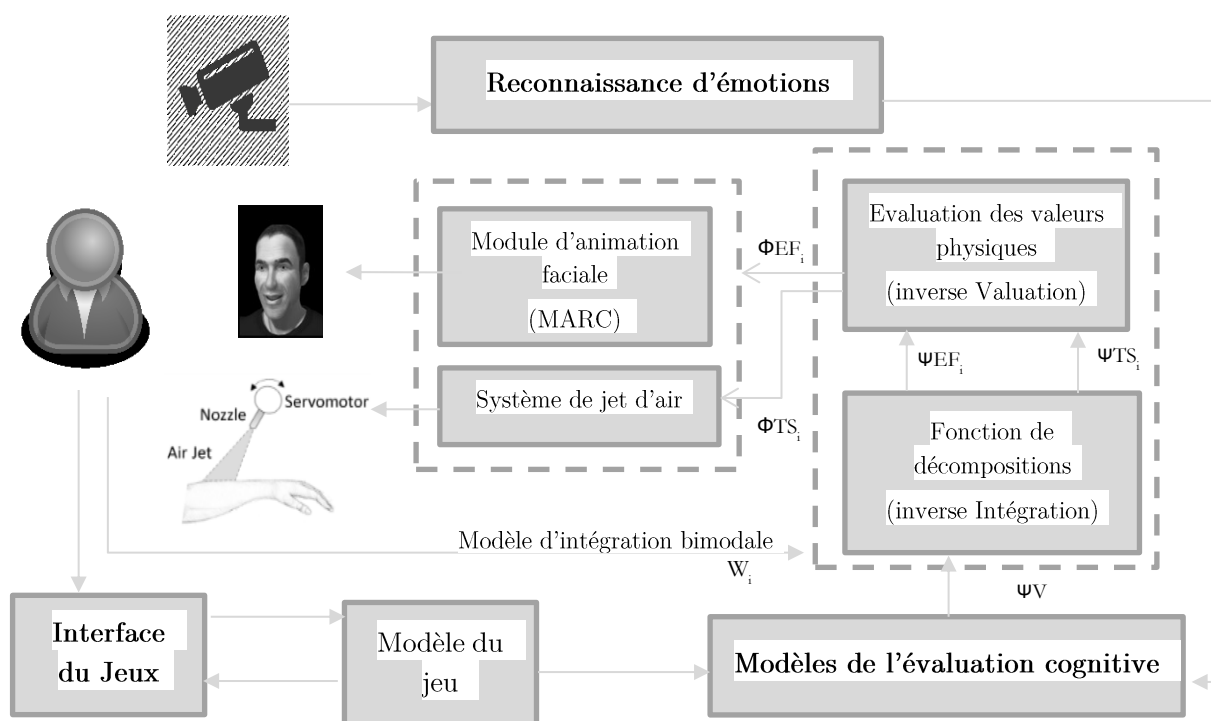 Reconnaissance d'émotions
Module d'animation
faciale
(MARC)
Système de jet d'air
ΦEFᵢ
ΦTSᵢ
Evaluation des valeurs
physiques
(inverse Valuation)
ΨEFᵢ
ΨTSᵢ
Fonction de
décompositions
(inverse Intégration)
Nozzle
Servomotor
Air Jet
Modèle d'intégration bimodale
Wᵢ
ΨV
Interface
du Jeux
Modèle du
jeu
Modèles de l'évaluation cognitive